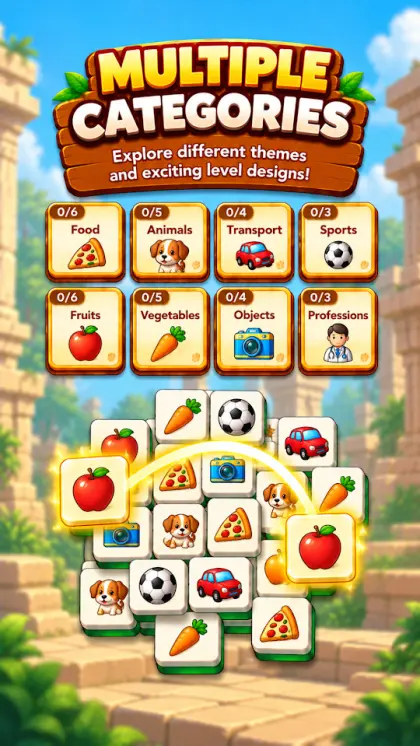 MULTIPLE
CATEGORIES
Explore different themes
and exciting level designs!
0/6
Food
0/5
Animals
0/4
Transport
0/3
Sports
0/6
Fruits
0/5
Vegetables
0/4
Objects
0/3
Professions